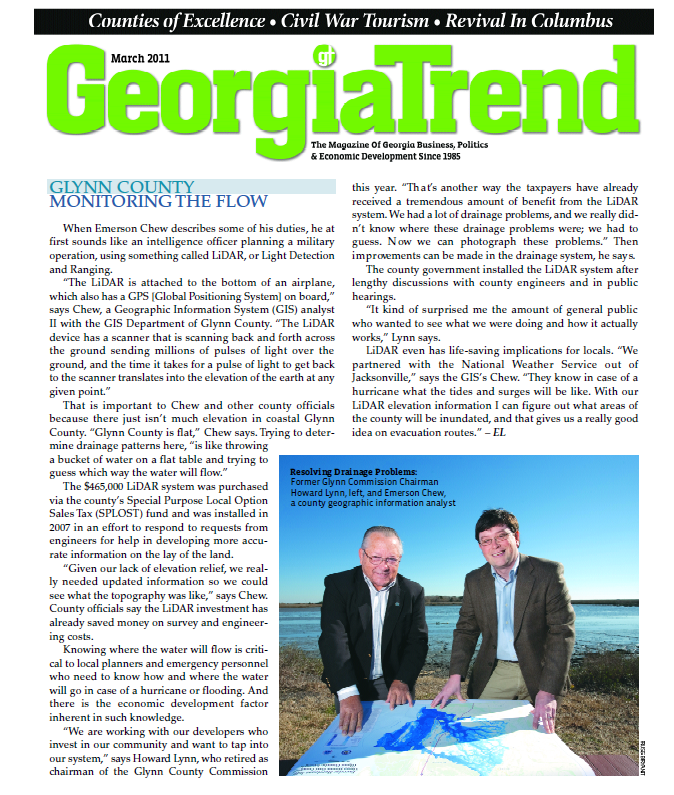 Counties of Excellence • Civil War Tourism • Revival In Columbus
March 2011
gt
GeorgiaTrend
The Magazine Of Georgia Business, Politics
& Economic Development Since 1985
GLYNN COUNTY
MONITORING THE FLOW
When Emerson Chew describes some of his duties, he at
first sounds like an intelligence officer planning a military
operation, using something called LiDAR, or Light Detection
and Ranging.
“The LiDAR is attached to the bottom of an airplane,
which also has a GPS [Global Positioning System] on board,”
says Chew, a Geographic Information System (GIS) analyst
II with the GIS Department of Glynn County. “The LiDAR
device has a scanner that is scanning back and forth across
the ground sending millions of pulses of light over the
ground, and the time it takes for a pulse of light to get back
to the scanner translates into the elevation of the earth at any
given point.”
That is important to Chew and other county officials
because there just isn’t much elevation in coastal Glynn
County. “Glynn County is flat,” Chew says. Trying to deter-
mine drainage patterns here, “is like throwing
a bucket of water on a flat table and trying to
guess which way the water will flow.”
The $465,000 LiDAR system was purchased
via the county’s Special Purpose Local Option
Sales Tax (SPLOST) fund and was installed in
2007 in an effort to respond to requests from
engineers for help in developing more accu-
rate information on the lay of the land.
“Given our lack of elevation relief, we real-
ly needed updated information so we could
see what the topography was like,” says Chew.
County officials say the LiDAR investment has
already saved money on survey and engineer-
ing costs.
Knowing where the water will flow is criti-
cal to local planners and emergency personnel
who need to know how and where the water
will go in case of a hurricane or flooding. And
there is the economic development factor
inherent in such knowledge.
“We are working with our developers who
invest in our community and want to tap into
our system,” says Howard Lynn, who retired as
chairman of the Glynn County Commission
this year. “That’s another way the taxpayers have already
received a tremendous amount of benefit from the LiDAR
system. We had a lot of drainage problems, and we really did-
n’t know where these drainage problems were; we had to
guess. Now we can photograph these problems.” Then
improvements can be made in the drainage system, he says.
The county government installed the LiDAR system after
lengthy discussions with county engineers and in public
hearings.
“It kind of surprised me the amount of general public
who wanted to see what we were doing and how it actually
works,” Lynn says.
LiDAR even has life-saving implications for locals. “We
partnered with the National Weather Service out of
Jacksonville,” says the GIS’s Chew. “They know in case of a
hurricane what the tides and surges will be like. With our
LiDAR elevation information I can figure out what areas of
the county will be inundated, and that gives us a really good
idea on evacuation routes.” – EL
Resolving Drainage Problems:
Former Glynn Commission Chairman
Howard Lynn, left, and Emerson Chew,
a county geographic information analyst